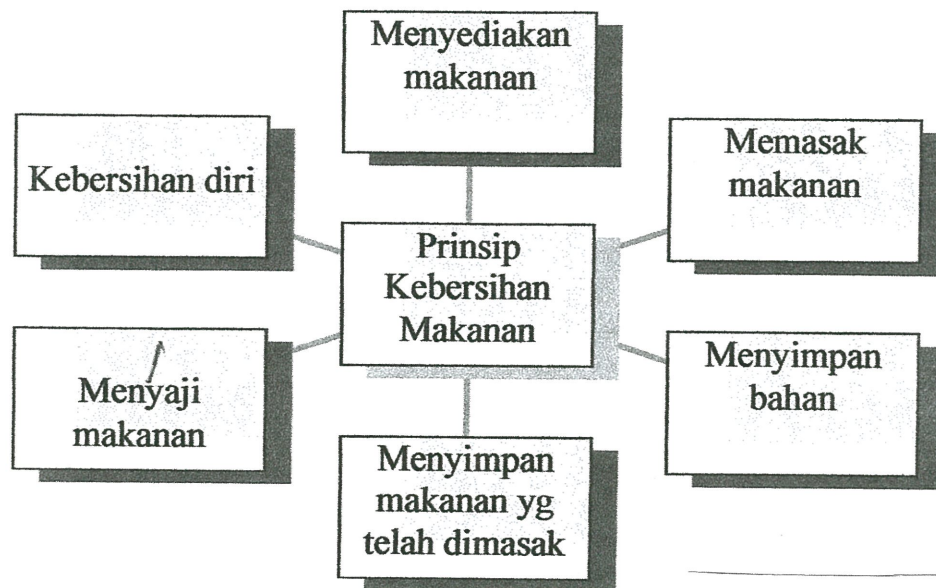 Menyediakan
makanan
Kebersihan diri
Memasak
makanan
Prinsip
Kebersihan
Makanan
Menyaji
makanan
Menyimpan
bahan
Menyimpan
makanan yg
telah dimasak